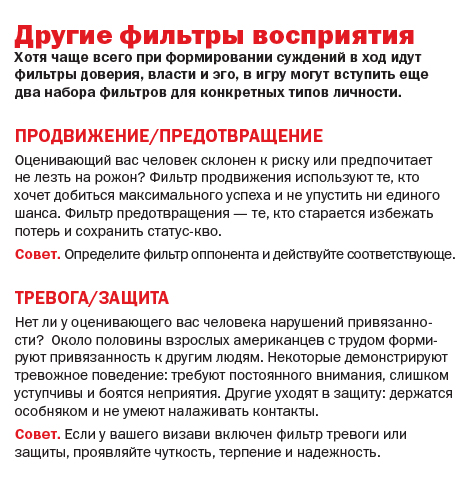 Другие фильтры восприятия
Хотя чаще всего при формировании суждений в ход идут
фильтры доверия, власти и эго, в игру могут вступить еще
два набора фильтров для конкретных типов личности.
ПРОДВИЖЕНИЕ/ПРЕДОТВРАЩЕНИЕ
Оценивающий вас человек склонен к риску или предпочитает
не лезть на рожон? Фильтр продвижения используют те, кто
хочет добиться максимального успеха и не упустить ни единого
шанса. Фильтр предотвращения — те, кто старается избежать
потерь и сохранить статус-кво.
Совет. Определите фильтр оппонента и действуйте соответствующе.
ТРЕВОГА/ЗАЩИТА
Нет ли у оценивающего вас человека нарушений привязанно-
сти? Около половины взрослых американцев с трудом форми-
руют привязанность к другим людям. Некоторые демонстрируют
тревожное поведение: требуют постоянного внимания, слишком
уступчивы и боятся неприятия. Другие уходят в защиту: держатся
особняком и не умеют налаживать контакты.
Совет. Если у вашего визави включен фильтр тревоги или
защиты, проявляйте чуткость, терпение и надежность.